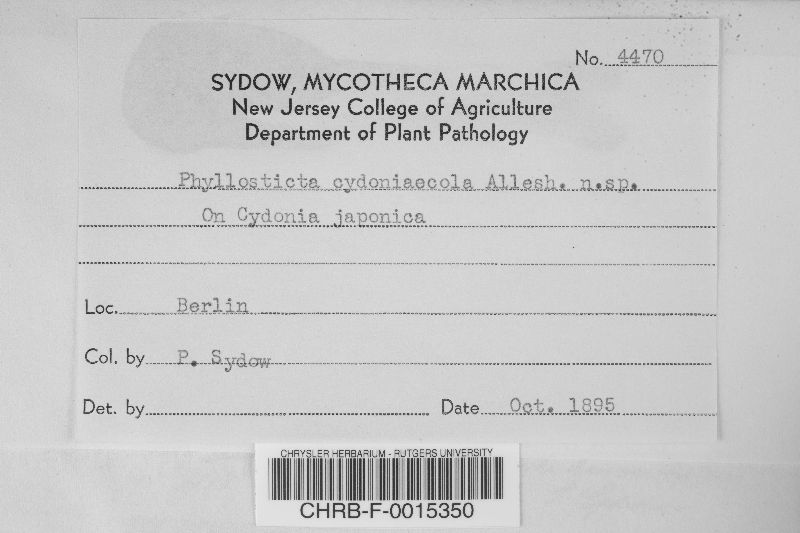 No. 4470
SYDOW, MYCOTHECA MARCHICA
New Jersey College of Agriculture
Department of Plant Pathology
Phyllosticta cydoniaecola Allesh. n.sp.
On Cydonia japonica
Loc. Berlin
Col. by P. Sydow
Det. by Date Oct. 1895
CHRYSLER HERBARIUM - RUTGERS UNIVERSITY
CHRB-F-0015350